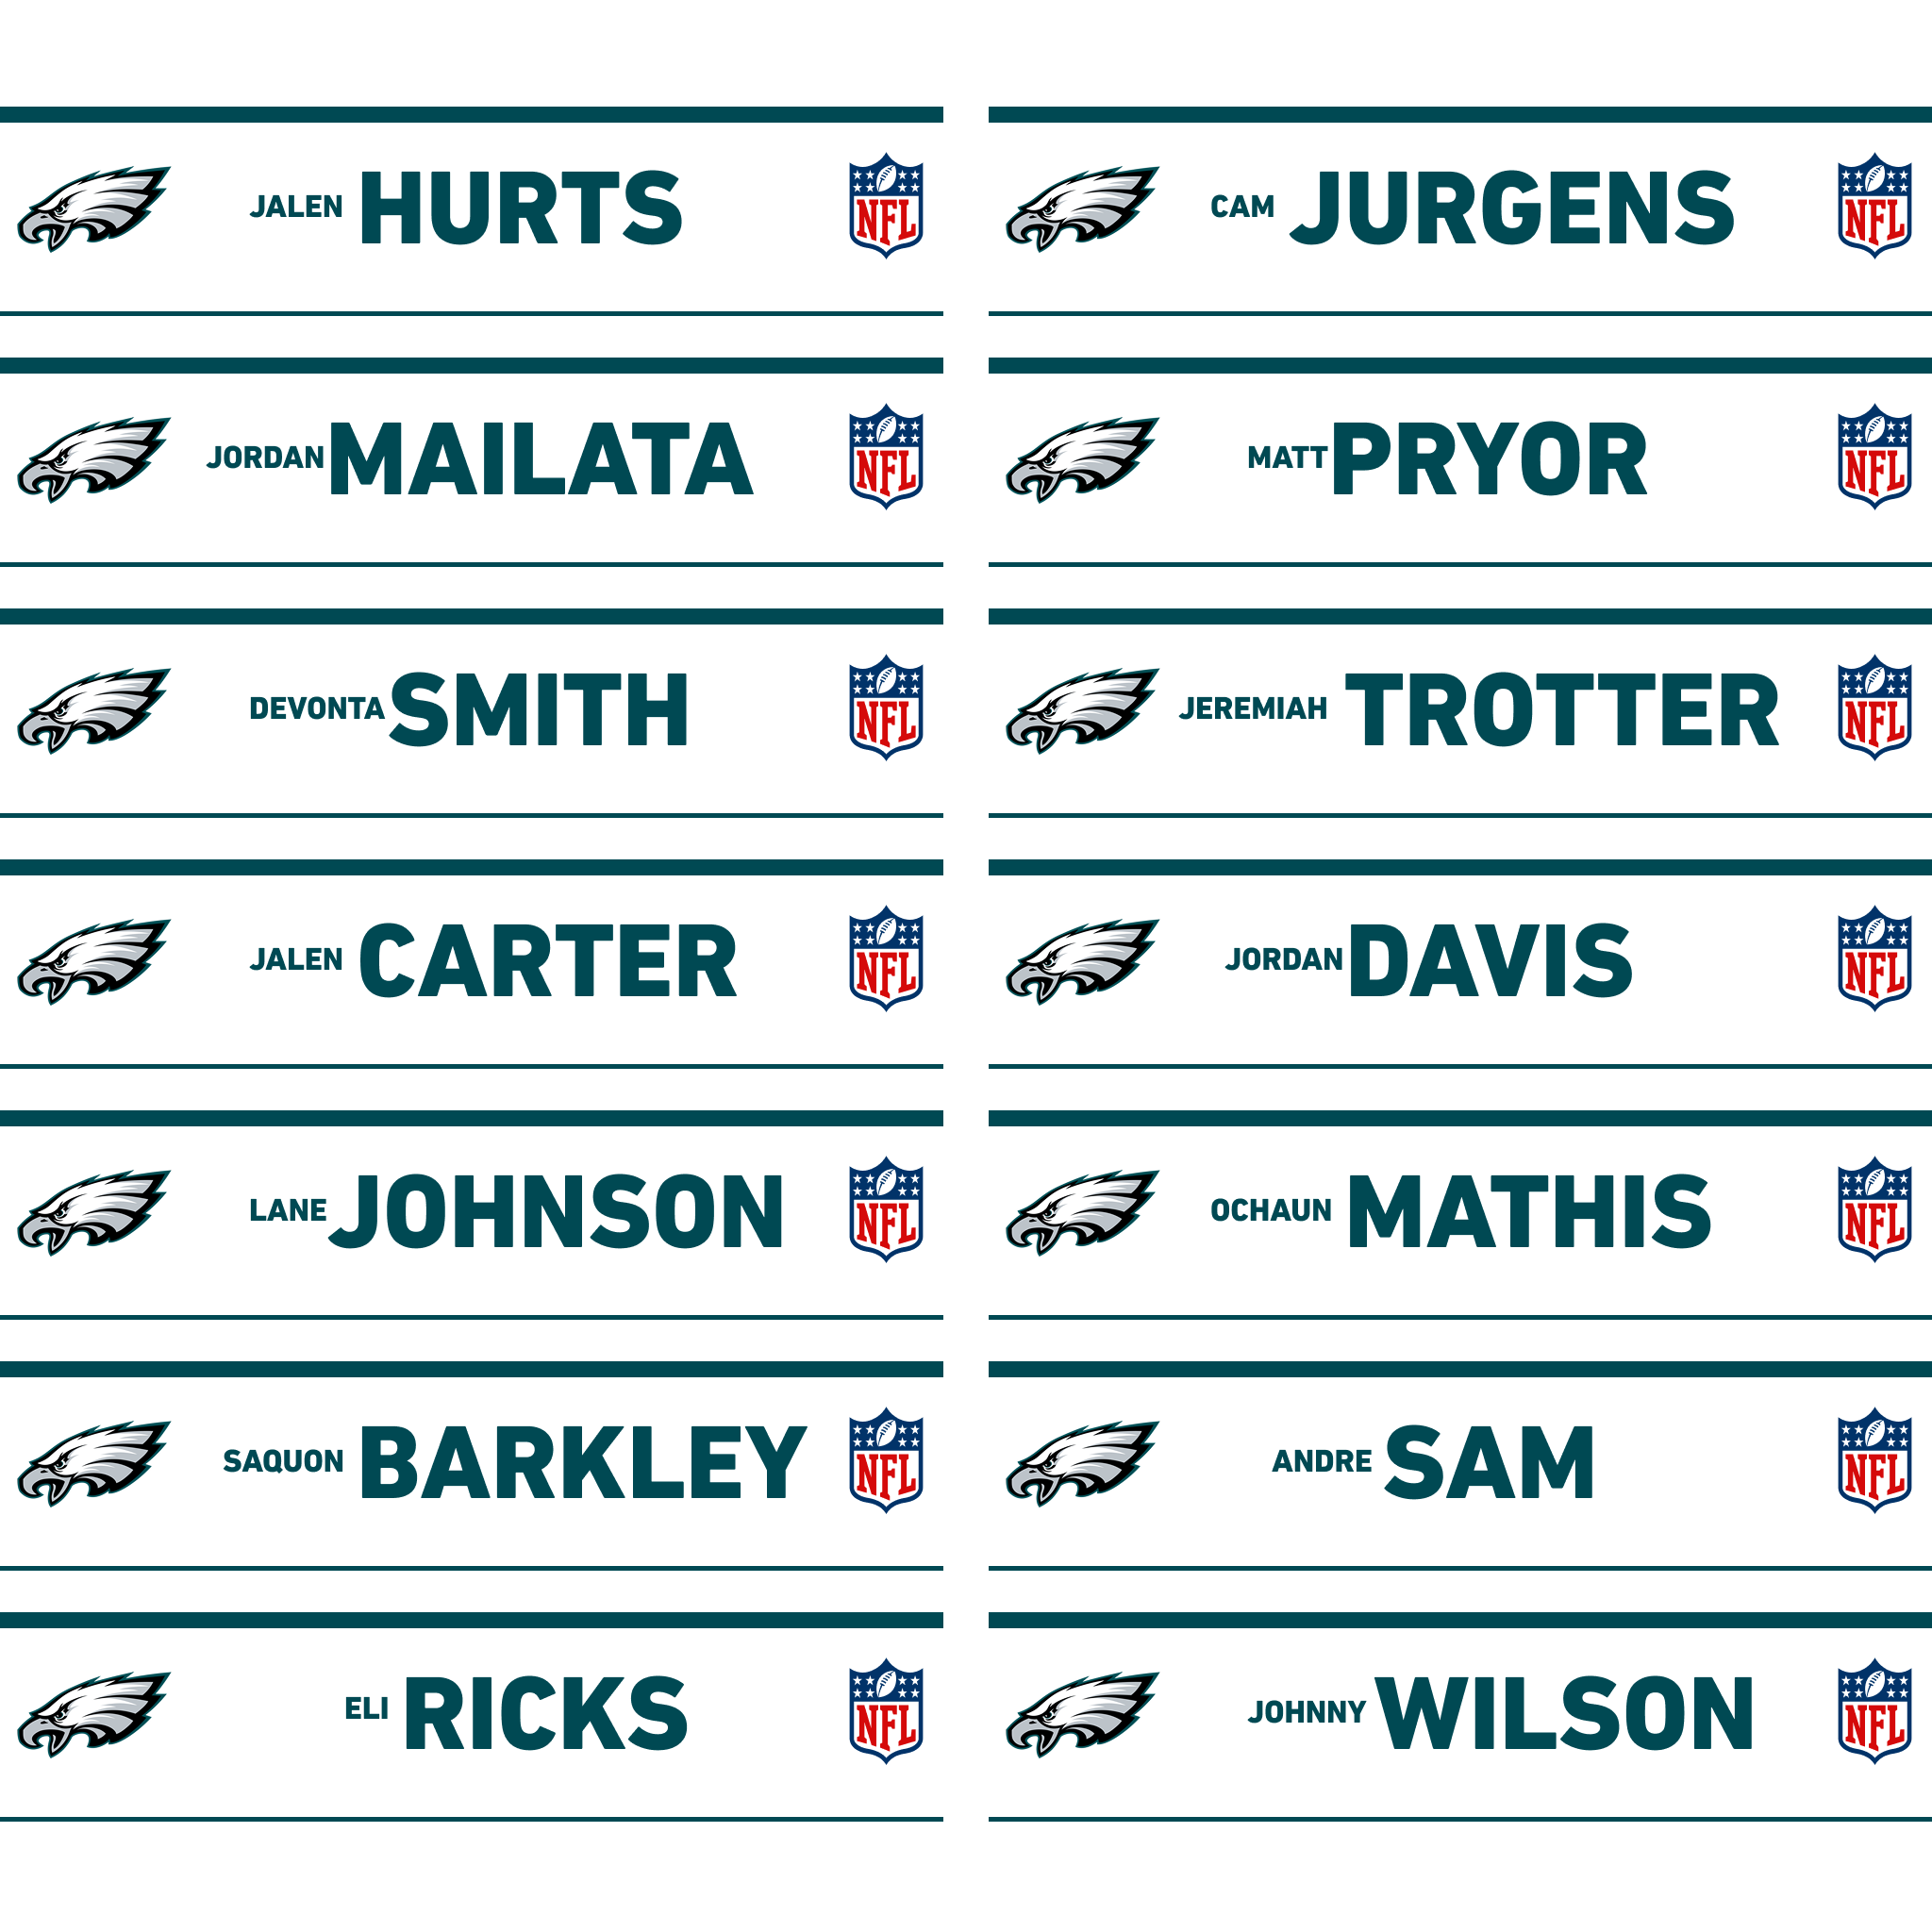 JALEN HURTS NFL
CAM JURGENS NFL
JORDAN MAILATA NFL
MATT PRYOR NFL
DEVONTA SMITH NFL
JEREMIAH TROTTER NFL
JALEN CARTER NFL
JORDAN DAVIS NFL
LANE JOHNSON NFL
OCHAUN MATHIS NFL
SAQUON BARKLEY NFL
ANDRE SAM NFL
ELI RICKS NFL
JOHNNY WILSON NFL